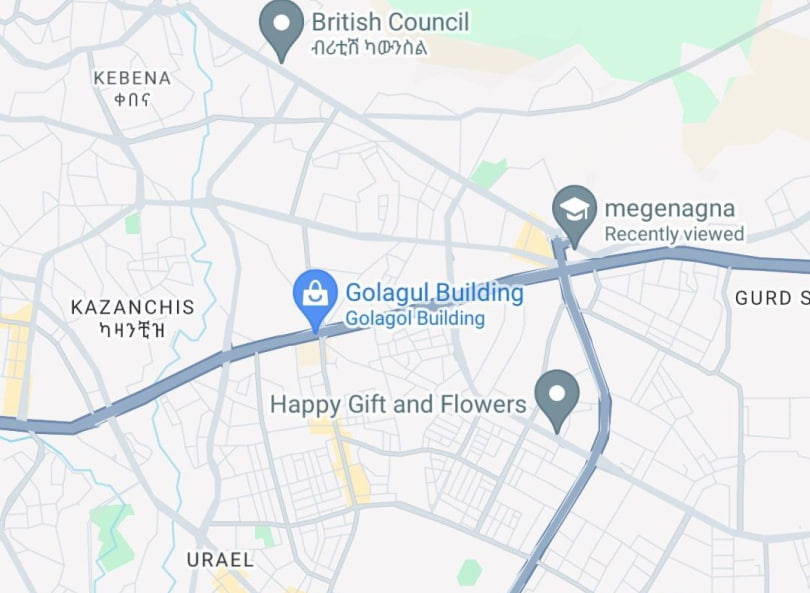 British Council
ብሪቲሽ ካውንስል
KEBENA
ቀበና
megenagna
Recently viewed
Golagul Building
Golagol Building
GURD S
KAZANCHIS
ካዛንቺዝ
Happy Gift and Flowers
URAEL